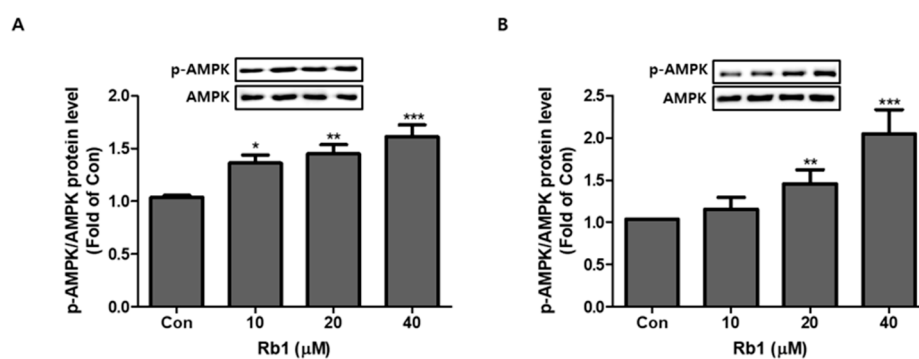 A
p-AMPK
AMPK
p-AMPK/AMPK protein level
(Fold of Con)
2.0
1.5
1.0
0.5
0.0
*
**
***
Con 10 20 40
Rb1 (μM)
B
p-AMPK
AMPK
p-AMPK/AMPK protein level
(Fold of Con)
2.5
2.0
1.5
1.0
0.5
0.0
**
***
Con 10 20 40
Rb1 (μM)